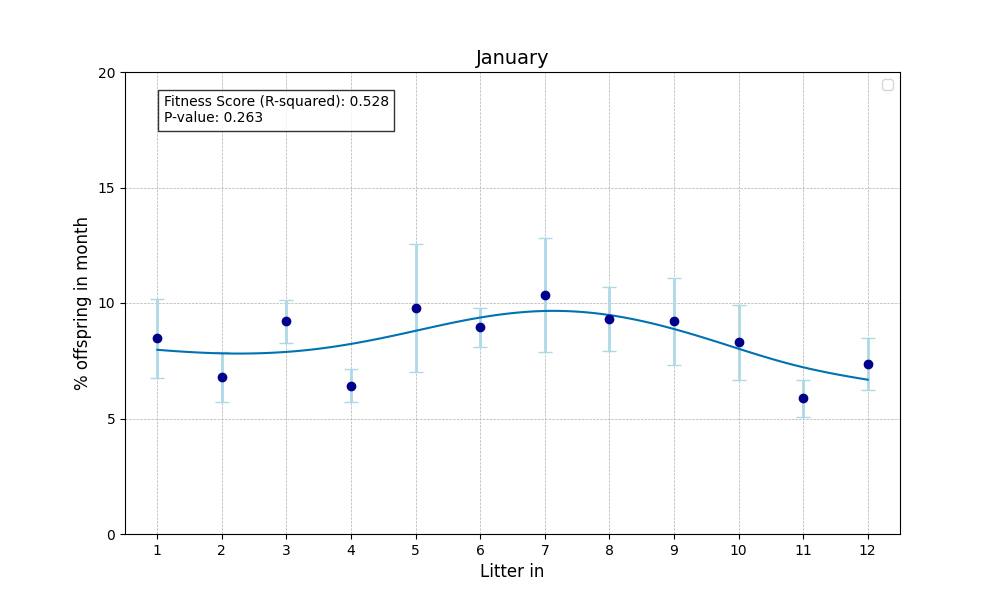 January
Fitness Score (R-squared): 0.528
P-value: 0.263
% offspring in month
20
15
10
5
0
1 2 3 4 5 6 7 8 9 10 11 12
Litter in